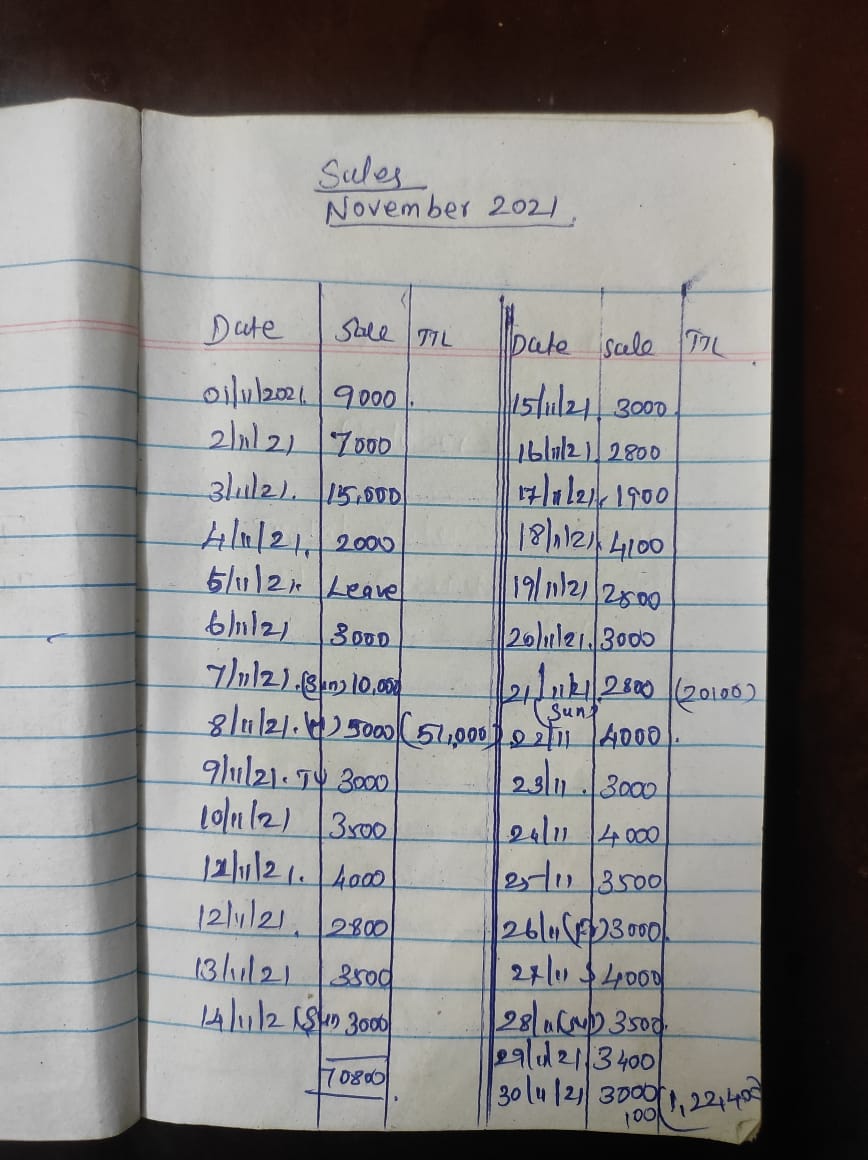 Sales
November 2021.
Date Sale TTL Date Sale TTL
01/11/2021. 9000. 15/11/21 3000
2/11/21 7000 16/11/21 2800
3/11/21. 15,000 17/11/21 1900
4/11/21. 2000 18/11/21 4100
5/11/21. Leave 19/11/21 2500
6/11/21 3000 20/11/21. 3000
7/11/21.(Sun) 10,000 21/11/21 (Sun) 2800 (20100)
8/11/21. 5000 (51,000) 22/11 4000.
9/11/21. TU 3000 23/11. 3000
10/11/21 3500 24/11 4000
12/11/21. 4000 25/11 3500
12/11/21. 2800 26/11 (Fr) 3000.
13/11/21 3500 27/11 S 4000
14/11/2 (Sun) 3000 28/11 (Sun) 3500.
29/11/21 3400
70800. 30/11/21 3000 (1,22,400)
100